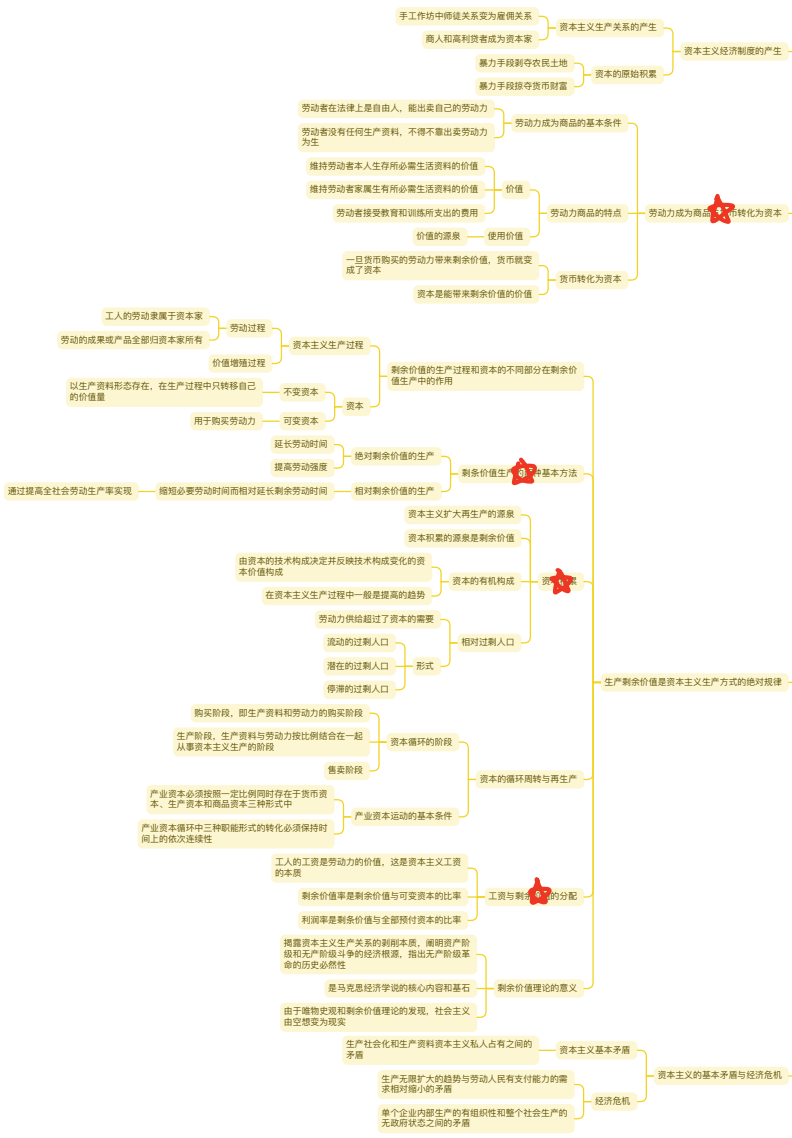 手工作坊中师徒关系变为雇佣关系
资本主义生产关系的产生
商人和高利贷者成为资本家
资本主义经济制度的产生
暴力手段剥夺农民土地
资本的原始积累
暴力手段掠夺货币财富
劳动者在法律上是自由人，能出卖自己的劳动力
劳动力成为商品的基本条件
劳动者没有任何生产资料，不得不靠出卖劳动力
为生
维持劳动者本人生存所必需生活资料的价值
维持劳动者家属生有所必需生活资料的价值
价值
劳动者接受教育和训练所支出的费用
劳动力商品的特点
劳动力成为商品 币转化为资本
价值的源泉
使用价值
一旦货币购买的劳动力带来剩余价值，货币就变
成了资本
货币转化为资本
资本是能带来剩余价值的价值
工人的劳动隶属于资本家
劳动过程
劳动的成果或产品全部归资本家所有
资本主义生产过程
价值增殖过程
剩余价值的生产过程和资本的不同部分在剩余价
值生产中的作用
以生产资料形态存在，在生产过程中只转移自己
的价值量
不变资本
资本
用于购买劳动力
可变资本
延长劳动时间
绝对剩余价值的生产
提高劳动强度
剩条价值生产 种基本方法
通过提高全社会劳动生产率实现
缩短必要劳动时间而相对延长剩余劳动时间
相对剩余价值的生产
资本主义扩大再生产的源泉
资本积累的源泉是剩余价值
由资本的技术构成决定并反映技术构成变化的资
本价值构成
资本的有机构成
在资本主义生产过程中一般是提高的趋势
资 累
劳动力供给超过了资本的需要
相对过剩人口
流动的过剩人口
潜在的过剩人口
形式
停滞的过剩人口
生产剩余价值是资本主义生产方式的绝对规律
购买阶段，即生产资料和劳动力的购买阶段
生产阶段，生产资料与劳动力按比例结合在一起
从事资本主义生产的阶段
资本循环的阶段
售卖阶段
资本的循环周转与再生产
产业资本必须按照一定比例同时存在于货币资
本、生产资本和商品资本三种形式中
产业资本运动的基本条件
产业资本循环中三种职能形式的转化必须保持时
间上的依次连续性
工人的工资是劳动力的价值，这是资本主义工资
的本质
剩余价值率是剩余价值与可变资本的比率
工资与剩 的分配
利润率是剩条价值与全部预付资本的比率
揭露资本主义生产关系的剥削本质，阐明资产阶
级和无产阶级斗争的经济根源，指出无产阶级革
命的历史必然性
是马克思经济学说的核心内容和基石
剩余价值理论的意义
由于唯物史观和剩余价值理论的发现，社会主义
由空想变为现实
生产社会化和生产资料资本主义私人占有之间的
矛盾
资本主义基本矛盾
资本主义的基本矛盾与经济危机
生产无限扩大的趋势与劳动人民有支付能力的需
求相对缩小的矛盾
经济危机
单个企业内部生产的有组织性和整个社会生产的
无政府状态之间的矛盾